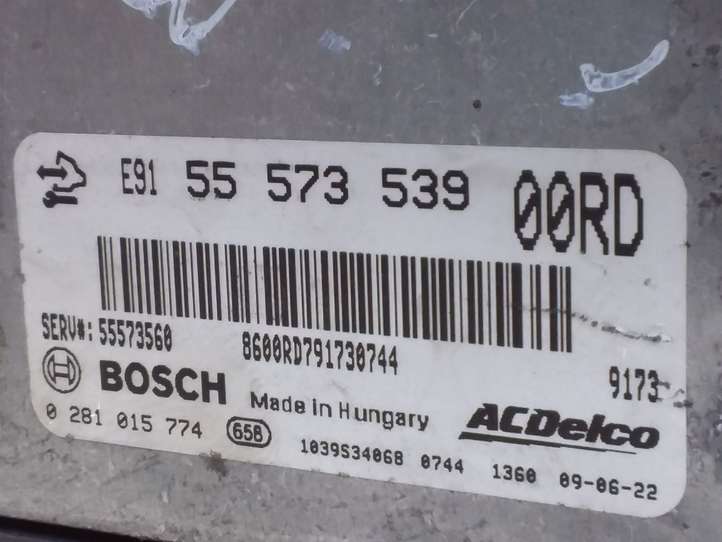 E91 55 573 539 00RD
SERV#: 55573560 8600RD791730744 9173
BOSCH Made in Hungary ACDelco
0 281 015 774 658 1039S34068 0744 1360 09-06-22